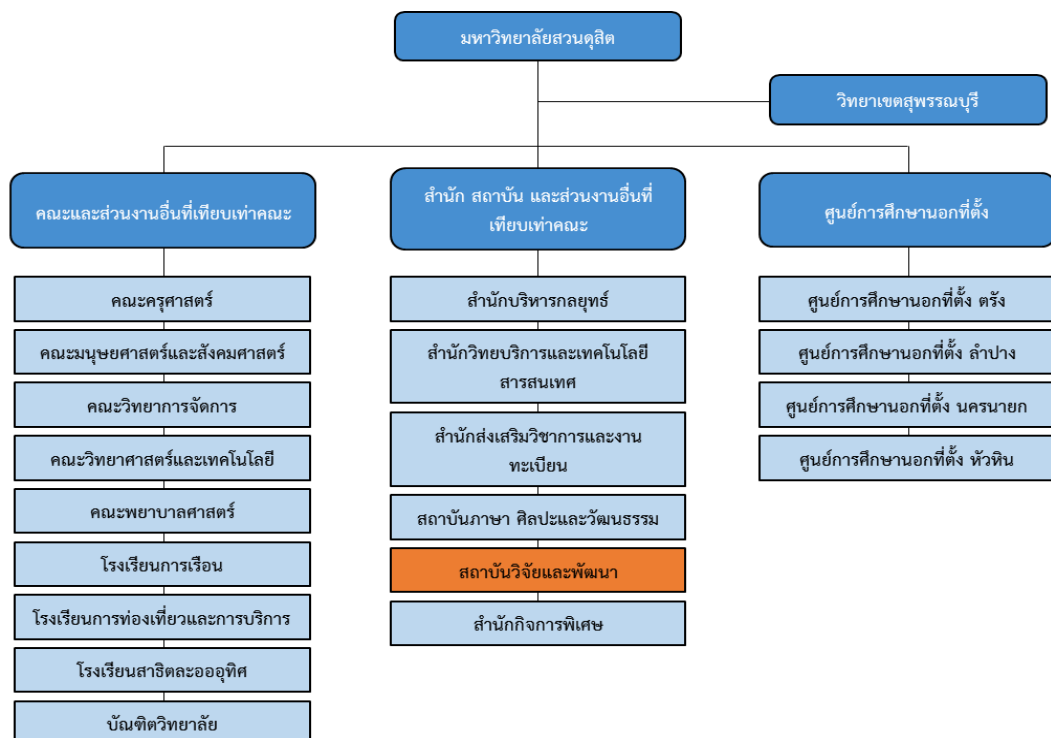 มหาวิทยาลัยสวนดุสิต
วิทยาเขตสุพรรณบุรี
คณะและส่วนงานอื่นที่เทียบเท่าคณะ
คณะครุศาสตร์
คณะมนุษยศาสตร์และสังคมศาสตร์
คณะวิทยาการจัดการ
คณะวิทยาศาสตร์และเทคโนโลยี
คณะพยาบาลศาสตร์
โรงเรียนการเรือน
โรงเรียนการท่องเที่ยวและการบริการ
โรงเรียนสาธิตละอออุทิศ
บัณฑิตวิทยาลัย
สำนัก สถาบัน และส่วนงานอื่นที่
เทียบเท่าคณะ
สำนักบริหารกลยุทธ์
สำนักวิทยบริการและเทคโนโลยี
สารสนเทศ
สำนักส่งเสริมวิชาการและงาน
ทะเบียน
สถาบันภาษา ศิลปะและวัฒนธรรม
สถาบันวิจัยและพัฒนา
สำนักกิจการพิเศษ
ศูนย์การศึกษานอกที่ตั้ง
ศูนย์การศึกษานอกที่ตั้ง ตรัง
ศูนย์การศึกษานอกที่ตั้ง ลำปาง
ศูนย์การศึกษานอกที่ตั้ง นครนายก
ศูนย์การศึกษานอกที่ตั้ง หัวหิน